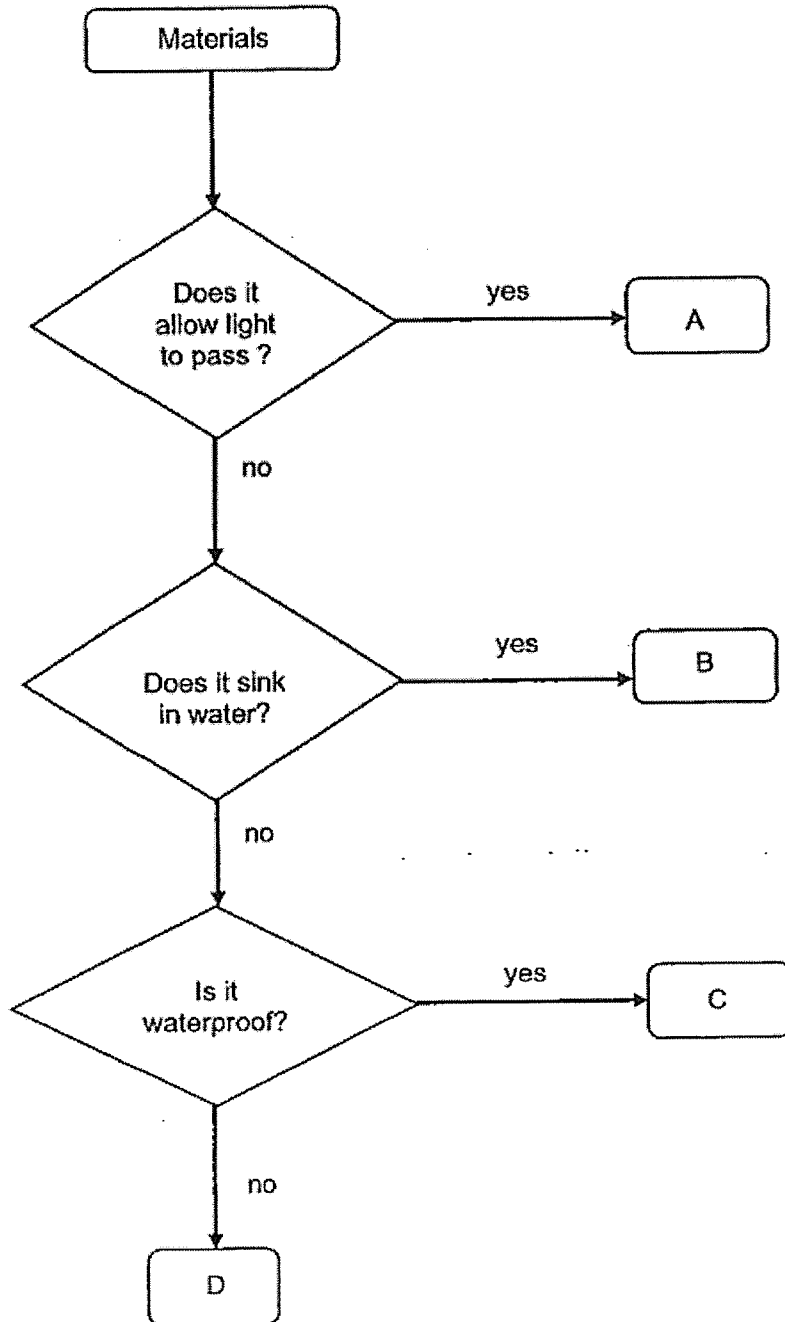 Materials
Does it
allow light
to pass ?
yes
A
no
Does it sink
in water?
yes
B
no
Is it
waterproof?
yes
C
no
D